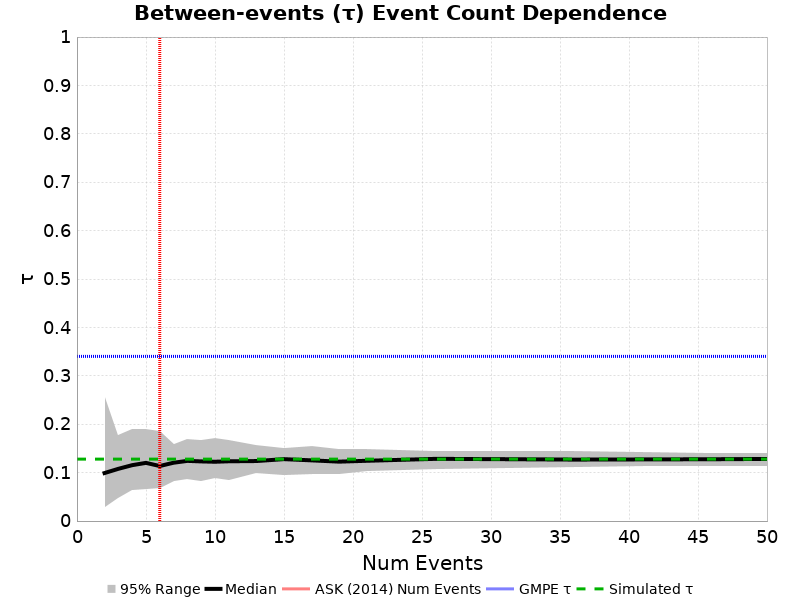 Between-events (τ) Event Count Dependence
1
0.9
0.8
0.7
0.6
0.5
0.4
0.3
0.2
0.1
0
τ
0 5 10 15 20 25 30 35 40 45 50
Num Events
95% Range Median ASK (2014) Num Events GMPE τ Simulated τ